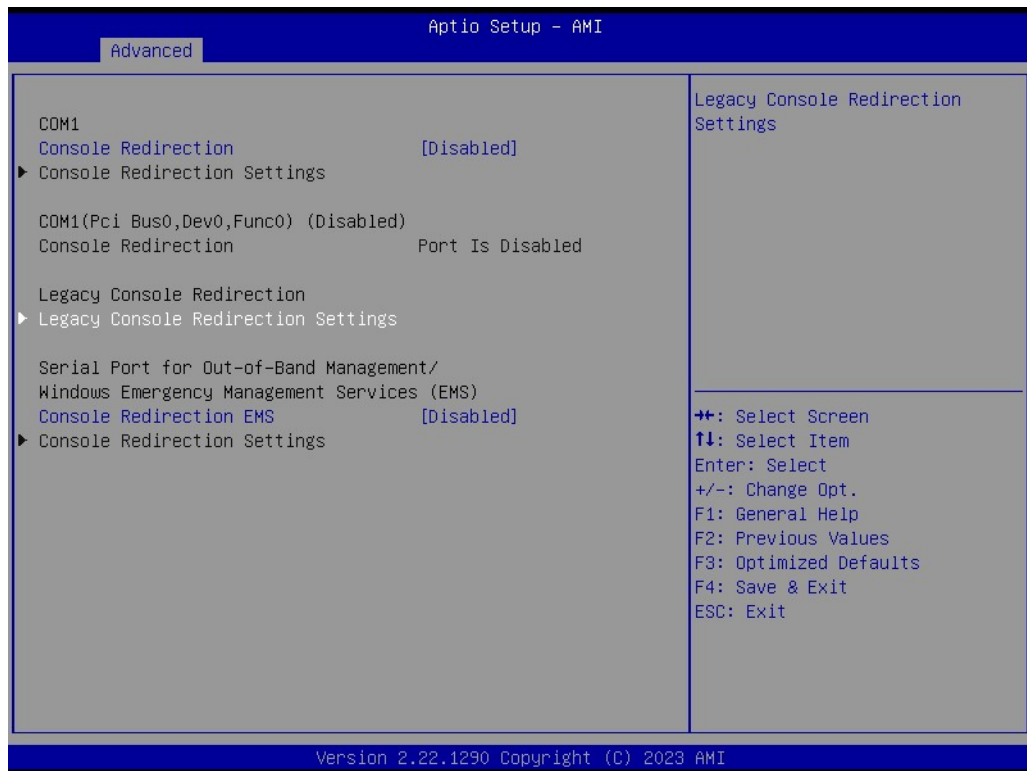 Aptio Setup – AMI
Advanced
COM1
Console Redirection [Disabled]
▶ Console Redirection Settings
COM1(Pci Bus0,Dev0,Func0) (Disabled)
Console Redirection Port Is Disabled
Legacy Console Redirection
▶ Legacy Console Redirection Settings
Serial Port for Out–of–Band Management/
Windows Emergency Management Services (EMS)
Console Redirection EMS [Disabled]
▶ Console Redirection Settings
Legacy Console Redirection
Settings
→←: Select Screen
↑↓: Select Item
Enter: Select
+/–: Change Opt.
F1: General Help
F2: Previous Values
F3: Optimized Defaults
F4: Save & Exit
ESC: Exit
Version 2.22.1290 Copyright (C) 2023 AMI